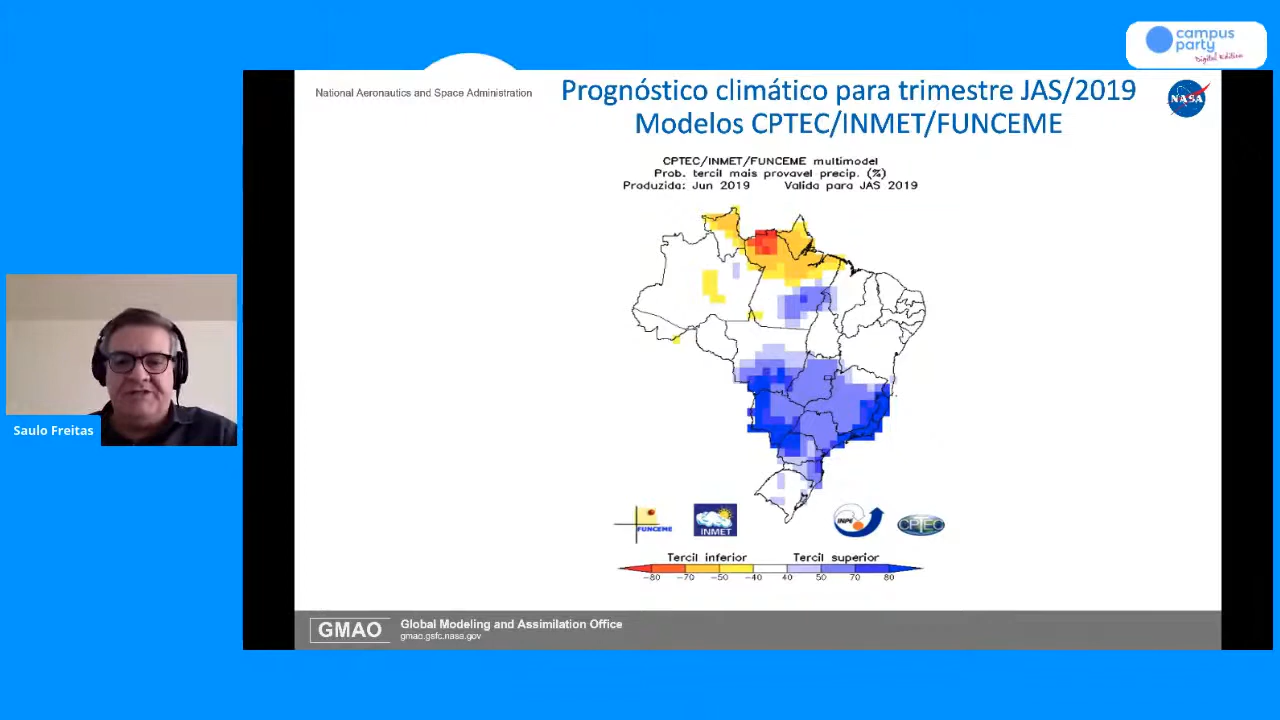 campus
party
Digital Edition
National Aeronautics and Space Administration
Prognóstico climático para trimestre JAS/2019
Modelos CPTEC/INMET/FUNCEME
NASA
CPTEC/INMET/FUNCEME multimodel
Prob. tercil mais provavel precip. (%)
Produzida: Jun 2019 Valida para JAS 2019
Saulo Freitas
FUNCEME
INMET
INPE
CPTEC
Tercil inferior Tercil superior
-80 -70 -50 -40 40 50 70 80
GMAO
Global Modeling and Assimilation Office
gmao.gsfc.nasa.gov